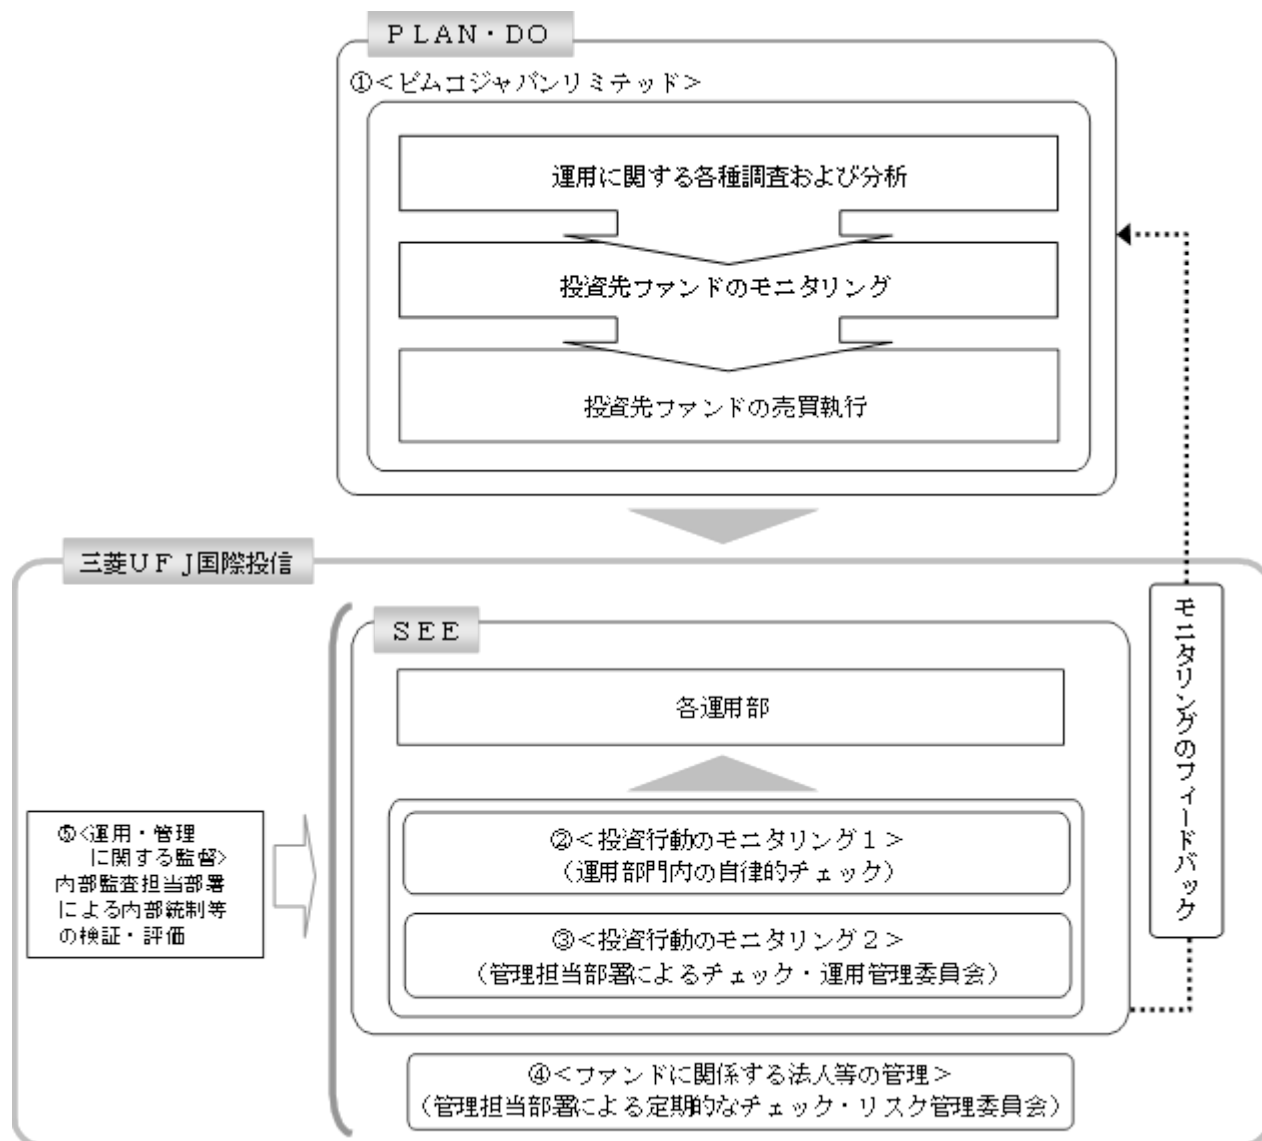 ＰＬＡＮ・ＤＯ
①＜ピムコジャパンリミテッド＞
運用に関する各種調査および分析
投資先ファンドのモニタリング
投資先ファンドの売買執行
三菱ＵＦＪ国際投信
ＳＥＥ
各運用部
②＜投資行動のモニタリング１＞
（運用部門内の自律的チェック）
③＜投資行動のモニタリング２＞
（管理担当部署によるチェック・運用管理委員会）
④＜ファンドに関係する法人等の管理＞
（管理担当部署による定期的なチェック・リスク管理委員会）
⑤<運用・管理
に関する監督>
内部監査担当部署
による内部統制等
の検証・評価
モニタリングのフィードバック